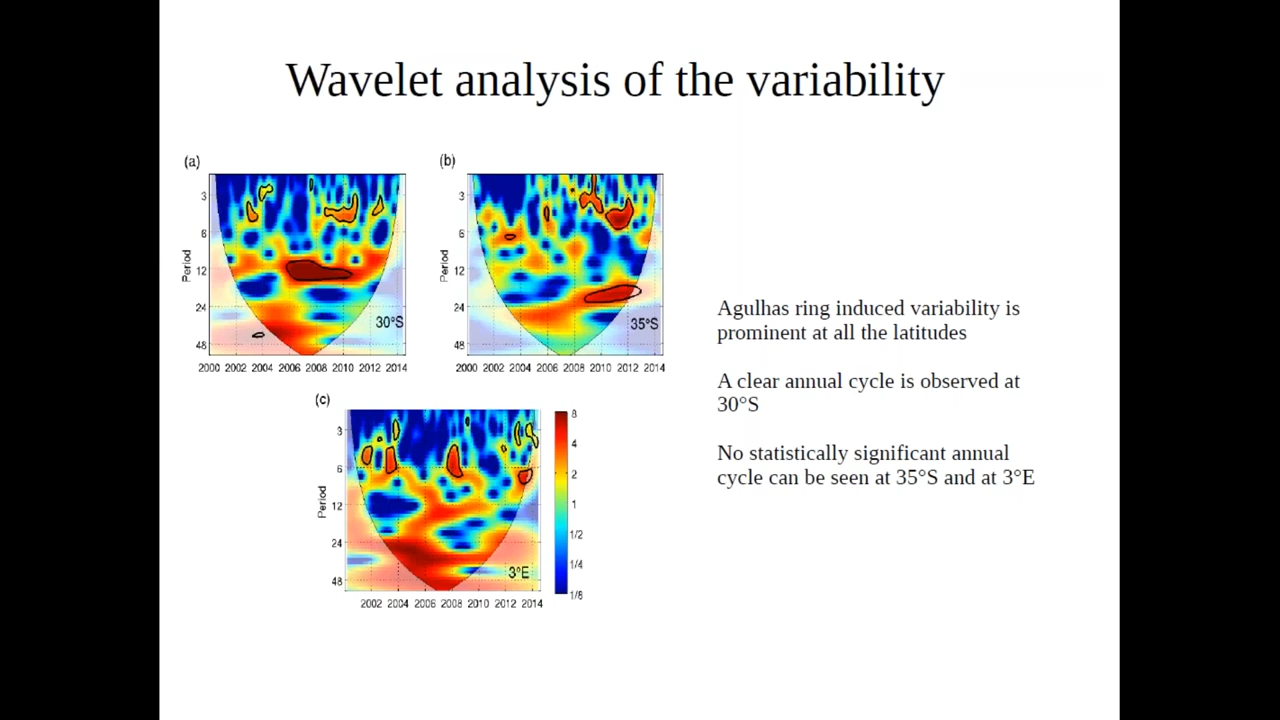 Wavelet analysis of the variability
(a)
Period
3
6
12
24
48
30°S
2000 2002 2004 2006 2008 2010 2012 2014
(b)
Period
3
6
12
24
48
35°S
2000 2002 2004 2006 2008 2010 2012 2014
(c)
Period
3
6
12
24
48
3°E
2002 2004 2006 2008 2010 2012 2014
8
4
2
1
1/2
1/4
1/8
Agulhas ring induced variability is
prominent at all the latitudes
A clear annual cycle is observed at
30°S
No statistically significant annual
cycle can be seen at 35°S and at 3°E